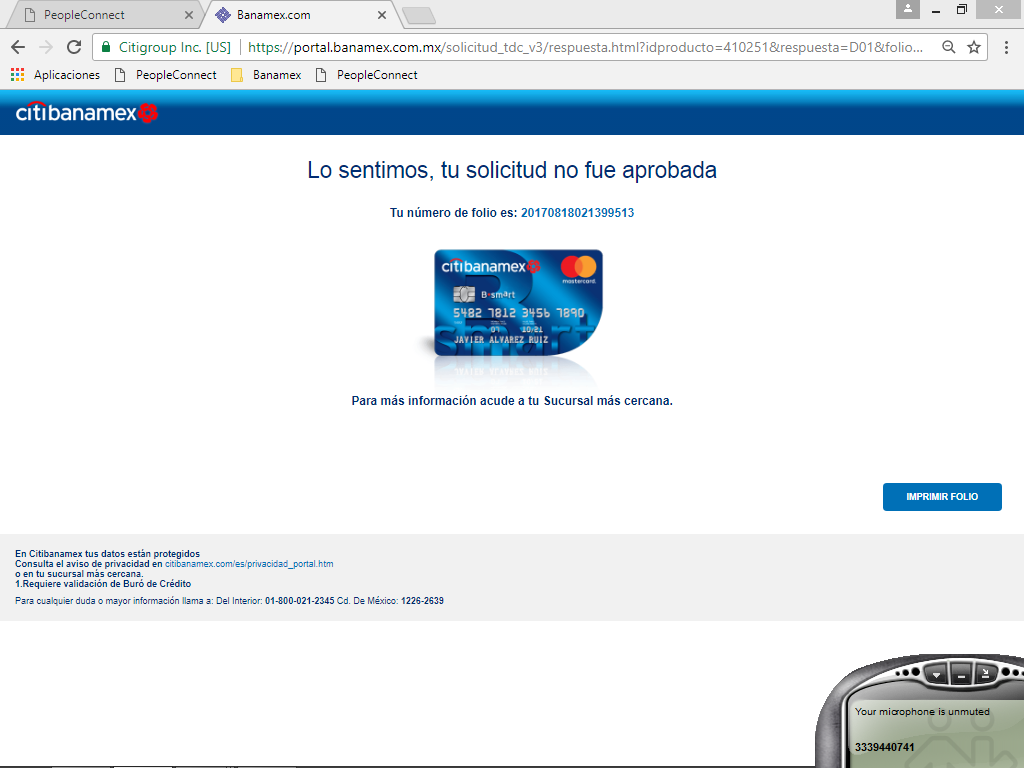 PeopleConnect
Banamex.com
Citigroup Inc. [US]
https://portal.banamex.com.mx/solicitud_tdc_v3/respuesta.html?idproducto=410251&respuesta=D01&folio...
Aplicaciones
PeopleConnect
Banamex
PeopleConnect
citibanamex
Lo sentimos, tu solicitud no fue aprobada
Tu número de folio es: 20170818021399513
citibanamex
mastercard.
B·smart
5482 7812 3456 7890
07 10/21
JAVIER ALVAREZ RUIZ
Para más información acude a tu Sucursal más cercana.
IMPRIMIR FOLIO
En Citibanamex tus datos están protegidos
Consulta el aviso de privacidad en citibanamex.com/es/privacidad_portal.htm
o en tu sucursal más cercana.
1.Requiere validación de Buró de Crédito
Para cualquier duda o mayor información llama a: Del Interior: 01-800-021-2345 Cd. De México: 1226-2639
Your microphone is unmuted
3339440741